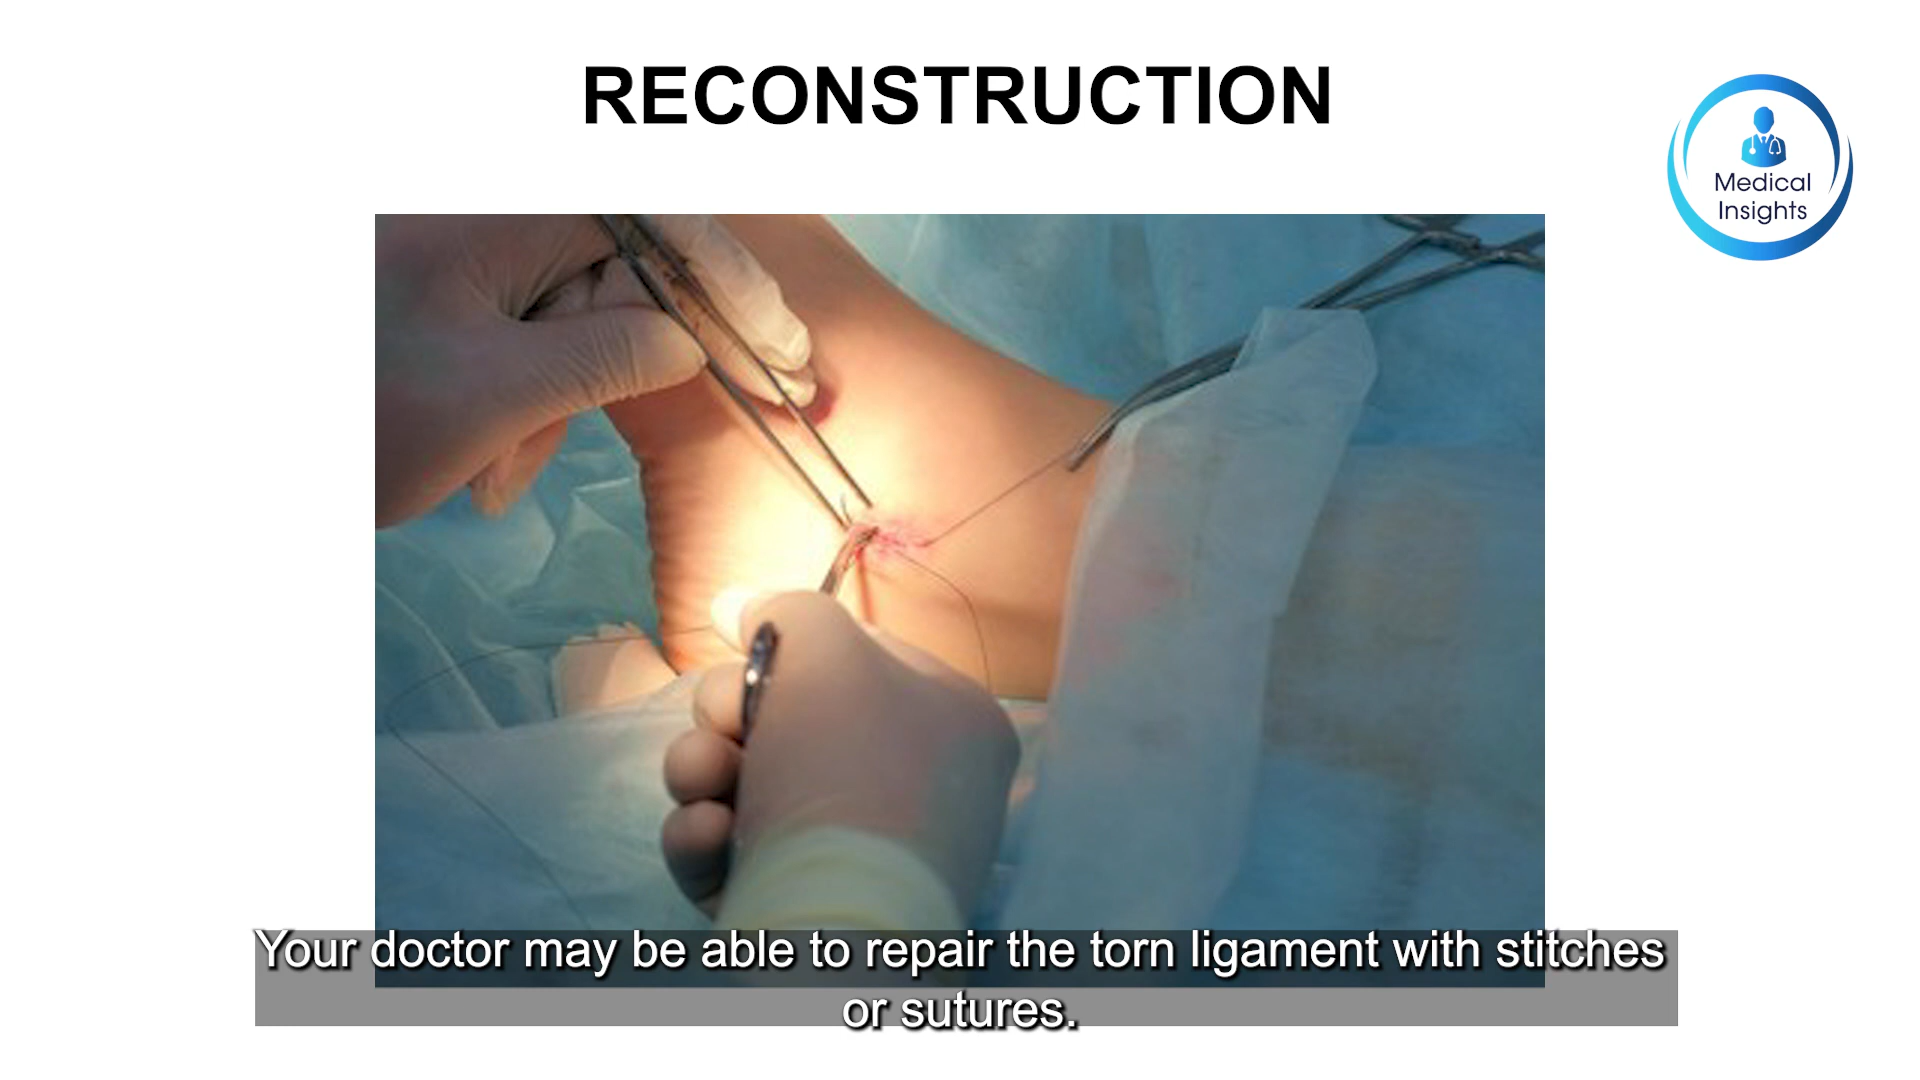 RECONSTRUCTION
Medical
Insights
Your doctor may be able to repair the torn ligament with stitches
or sutures.